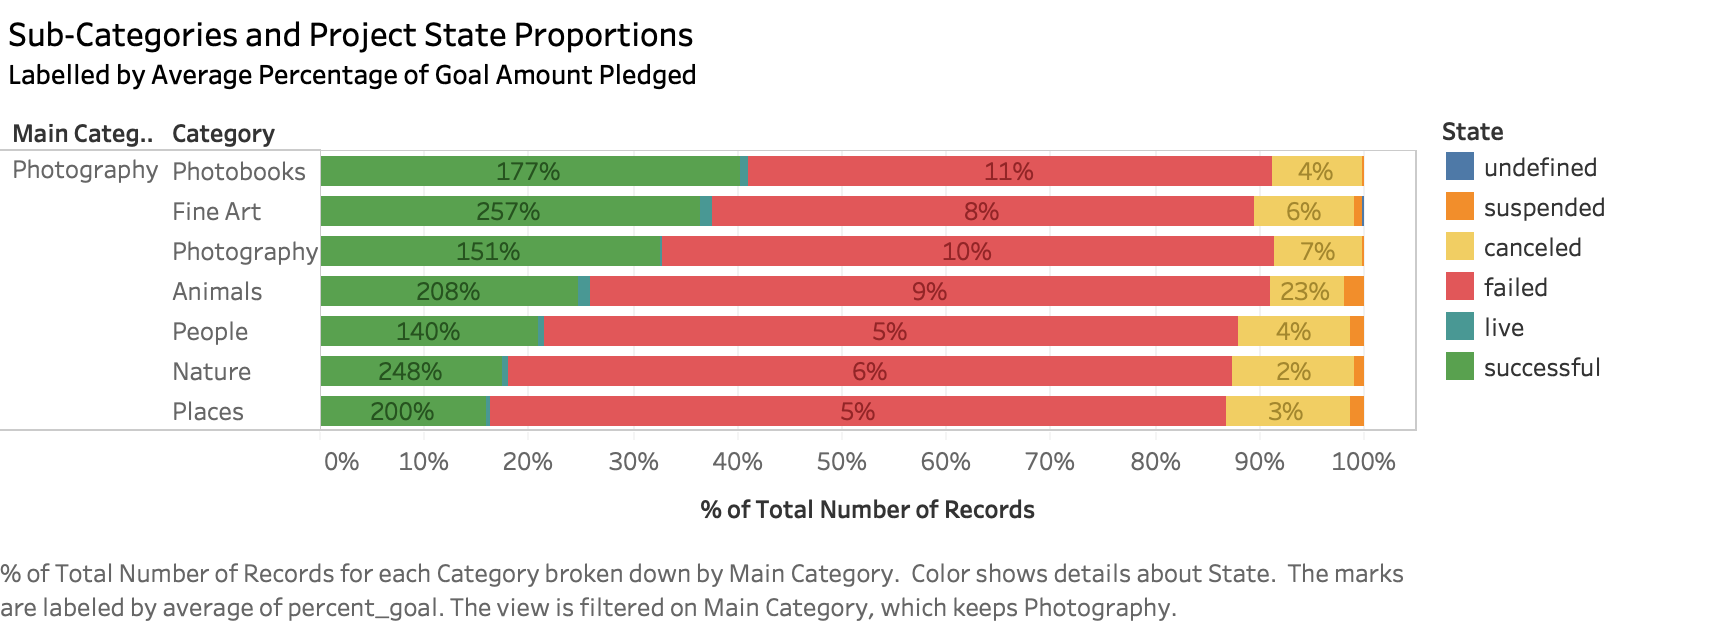 Sub-Categories and Project State Proportions
Labelled by Average Percentage of Goal Amount Pledged
Main Categ.. Category
Photography Photobooks 177% 11% 4%
Fine Art 257% 8% 6%
Photography 151% 10% 7%
Animals 208% 9% 23%
People 140% 5% 4%
Nature 248% 6% 2%
Places 200% 5% 3%
0% 10% 20% 30% 40% 50% 60% 70% 80% 90% 100%
% of Total Number of Records
State
undefined
suspended
canceled
failed
live
successful
% of Total Number of Records for each Category broken down by Main Category. Color shows details about State. The marks
are labeled by average of percent_goal. The view is filtered on Main Category, which keeps Photography.